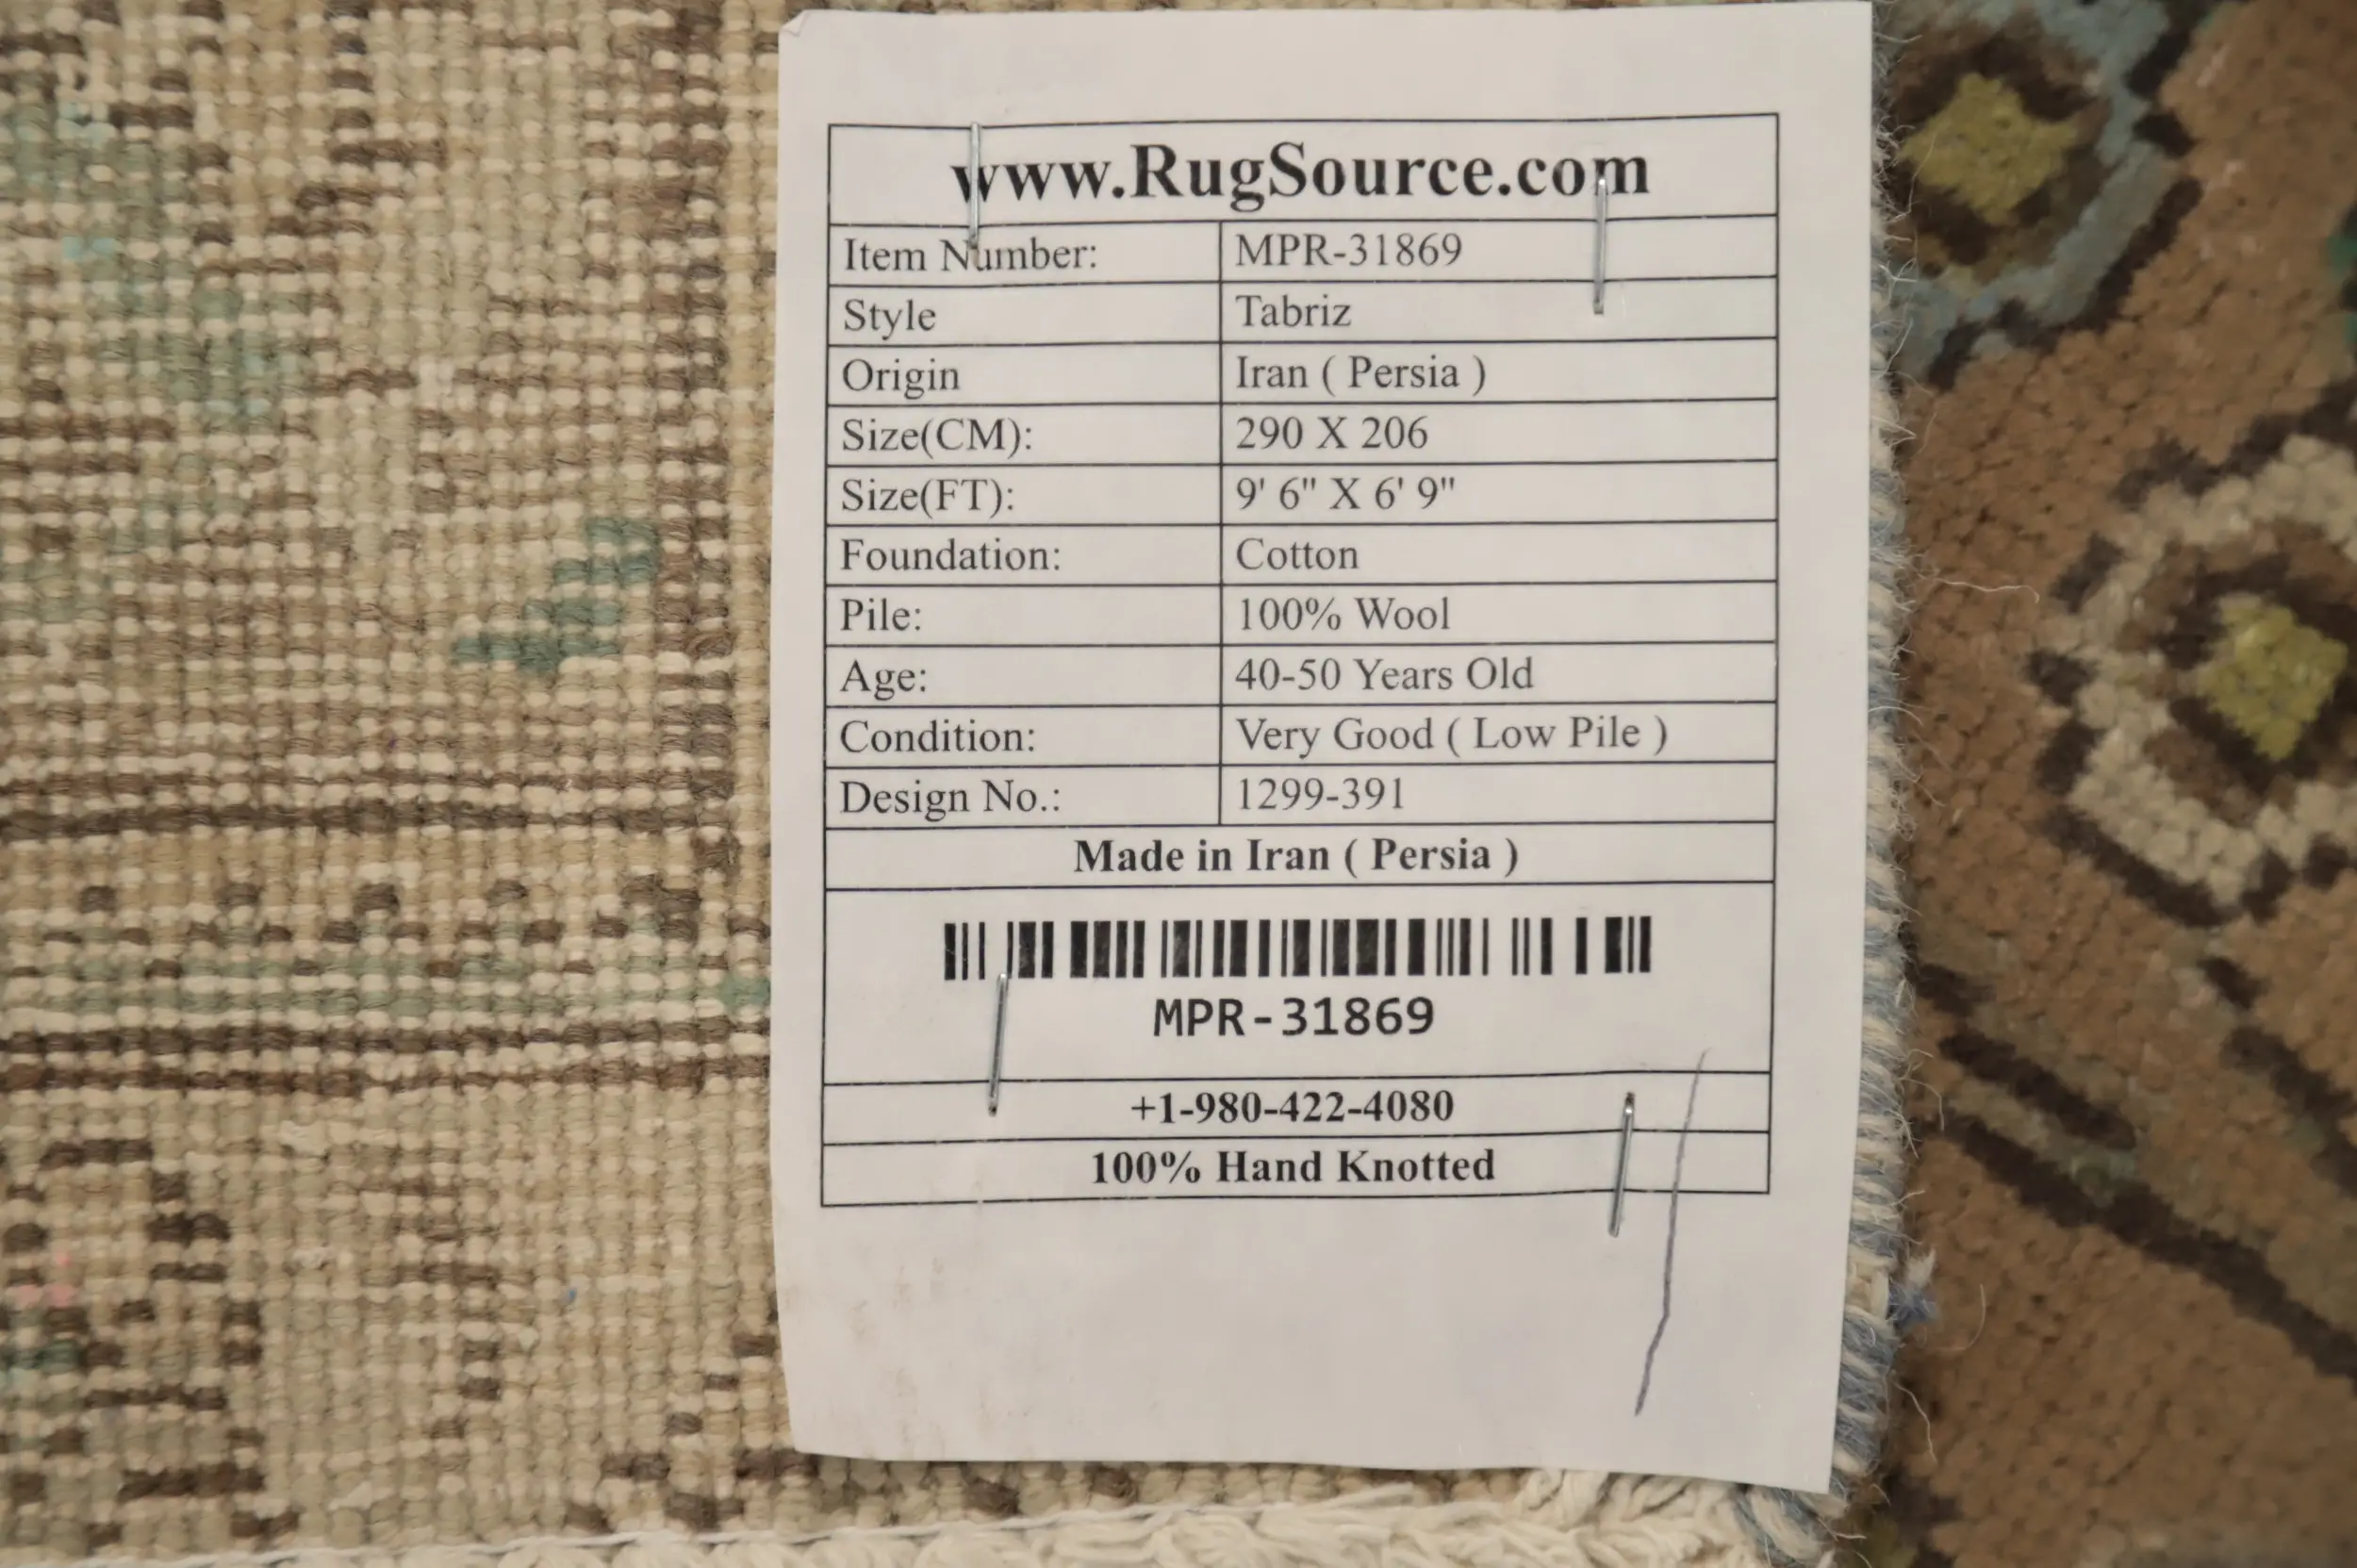 www.RugSource.com
Item Number: MPR-31869
Style Tabriz
Origin Iran ( Persia )
Size(CM): 290 X 206
Size(FT): 9' 6" X 6' 9"
Foundation: Cotton
Pile: 100% Wool
Age: 40-50 Years Old
Condition: Very Good ( Low Pile )
Design No.: 1299-391
Made in Iran ( Persia )
MPR-31869
+1-980-422-4080
100% Hand Knotted